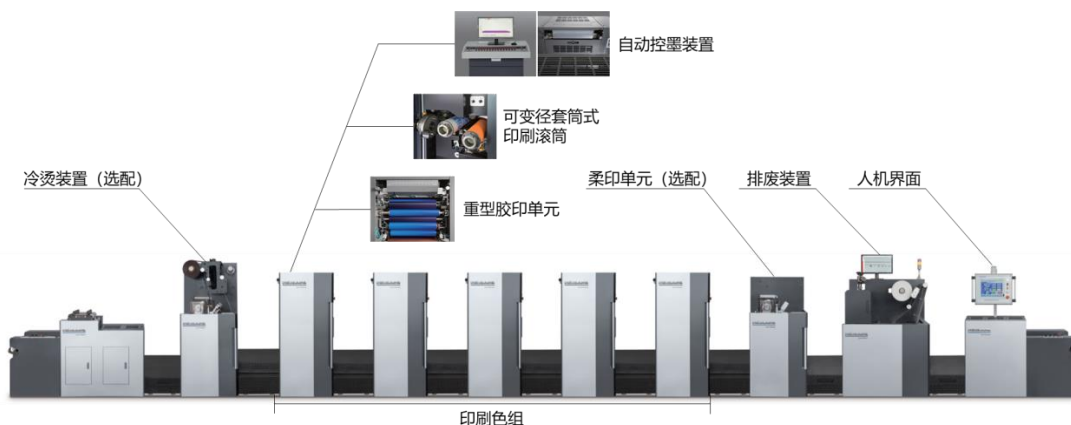 自动控墨装置
可变径套筒式
印刷滚筒
重型胶印单元
冷烫装置（选配）
柔印单元（选配）
排废装置
人机界面
印刷色组